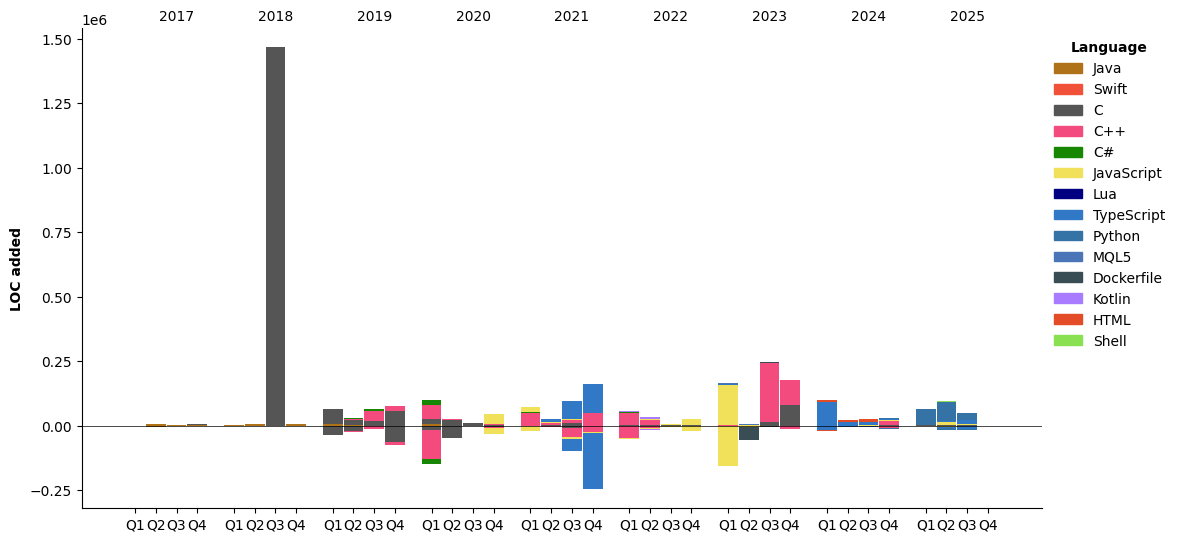 2017 2018 2019 2020 2021 2022 2023 2024 2025
1e6
1.50
1.25
1.00
0.75
0.50
0.25
0.00
−0.25
LOC added
Q1 Q2 Q3 Q4 Q1 Q2 Q3 Q4 Q1 Q2 Q3 Q4 Q1 Q2 Q3 Q4 Q1 Q2 Q3 Q4 Q1 Q2 Q3 Q4 Q1 Q2 Q3 Q4 Q1 Q2 Q3 Q4 Q1 Q2 Q3 Q4
Language
Java
Swift
C
C++
C#
JavaScript
Lua
TypeScript
Python
MQL5
Dockerfile
Kotlin
HTML
Shell